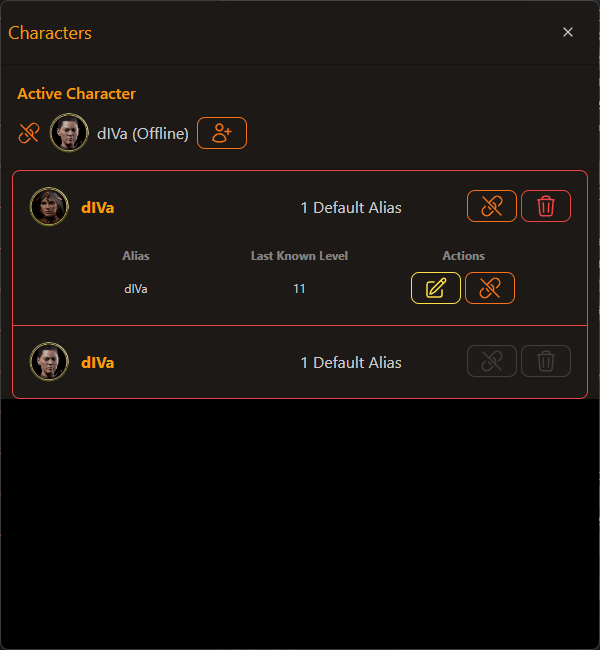 Characters
Active Character
dIVa (Offline)
dIVa 1 Default Alias
Alias Last Known Level Actions
dIVa 11
dIVa 1 Default Alias